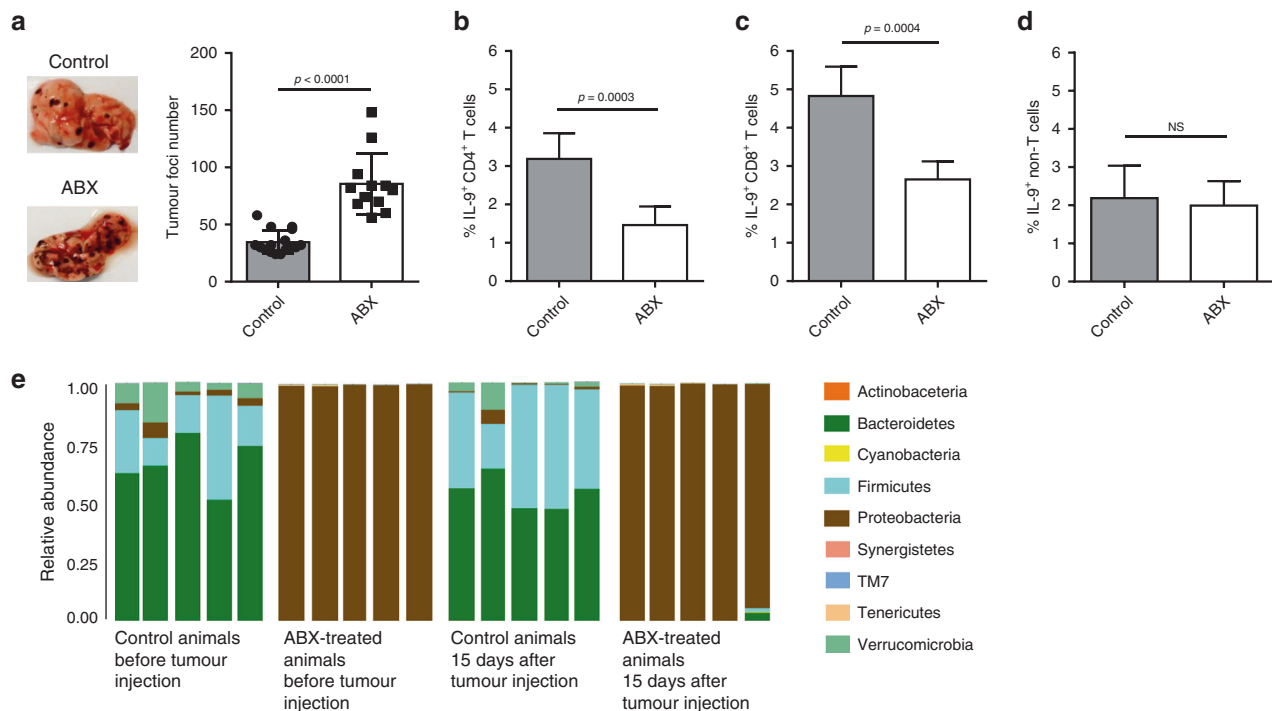 a
Control
ABX
Tumour foci number
200
150
100
50
0
p < 0.0001
Control
ABX
b
% IL-9+ CD4+ T cells
6
5
4
3
2
1
0
p = 0.0003
Control
ABX
c
% IL-9+ CD8+ T cells
6
5
4
3
2
1
0
p = 0.0004
Control
ABX
d
% IL-9+ non-T cells
6
5
4
3
2
1
0
NS
Control
ABX
e
Relative abundance
1.00
0.75
0.50
0.25
0.00
Control animals
before tumour
injection
ABX-treated
animals
before tumour
injection
Control animals
15 days after
tumour injection
ABX-treated
animals
15 days after
tumour injection
Actinobaceteria
Bacteroidetes
Cyanobacteria
Firmicutes
Proteobacteria
Synergistetes
TM7
Tenericutes
Verrucomicrobia